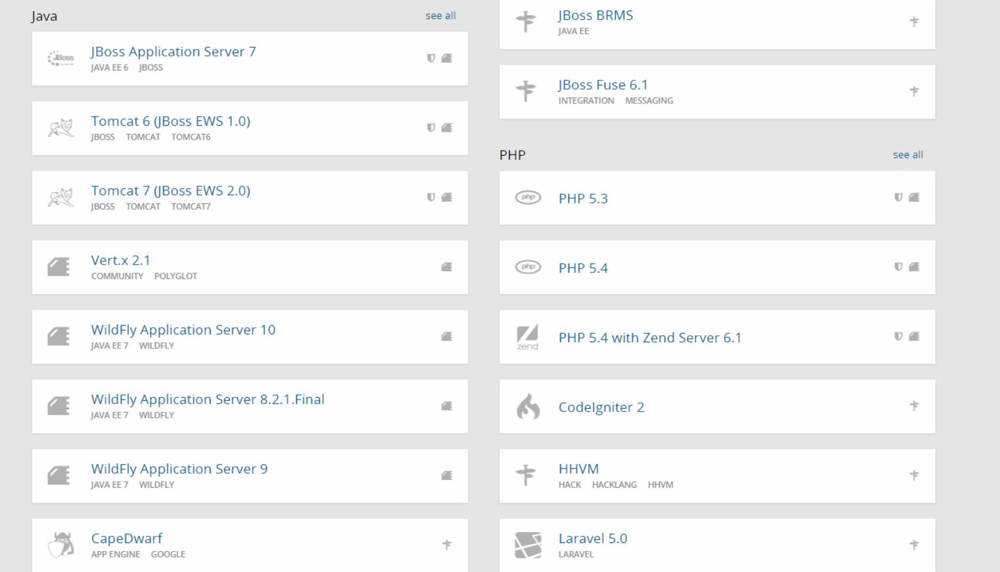 Java
see all
JBoss
JBoss Application Server 7
JAVA EE 6 JBOSS
Tomcat 6 (JBoss EWS 1.0)
JBOSS TOMCAT TOMCAT6
Tomcat 7 (JBoss EWS 2.0)
JBOSS TOMCAT TOMCAT7
Vert.x 2.1
COMMUNITY POLYGLOT
WildFly Application Server 10
JAVA EE 7 WILDFLY
WildFly Application Server 8.2.1.Final
JAVA EE 7 WILDFLY
WildFly Application Server 9
JAVA EE 7 WILDFLY
CapeDwarf
APP ENGINE GOOGLE
JBoss BRMS
JAVA EE
JBoss Fuse 6.1
INTEGRATION MESSAGING
PHP
see all
php
PHP 5.3
php
PHP 5.4
zend
PHP 5.4 with Zend Server 6.1
CodeIgniter 2
HHVM
HACK HACKLANG HHVM
Laravel 5.0
LARAVEL